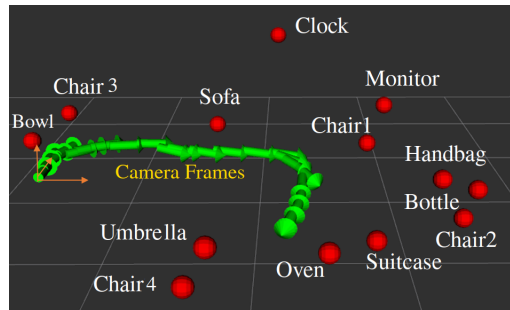 Clock
Chair 3
Monitor
Sofa
Bowl
Chair1
Handbag
Camera Frames
Bottle
Umbrella
Chair2
Oven
Suitcase
Chair4